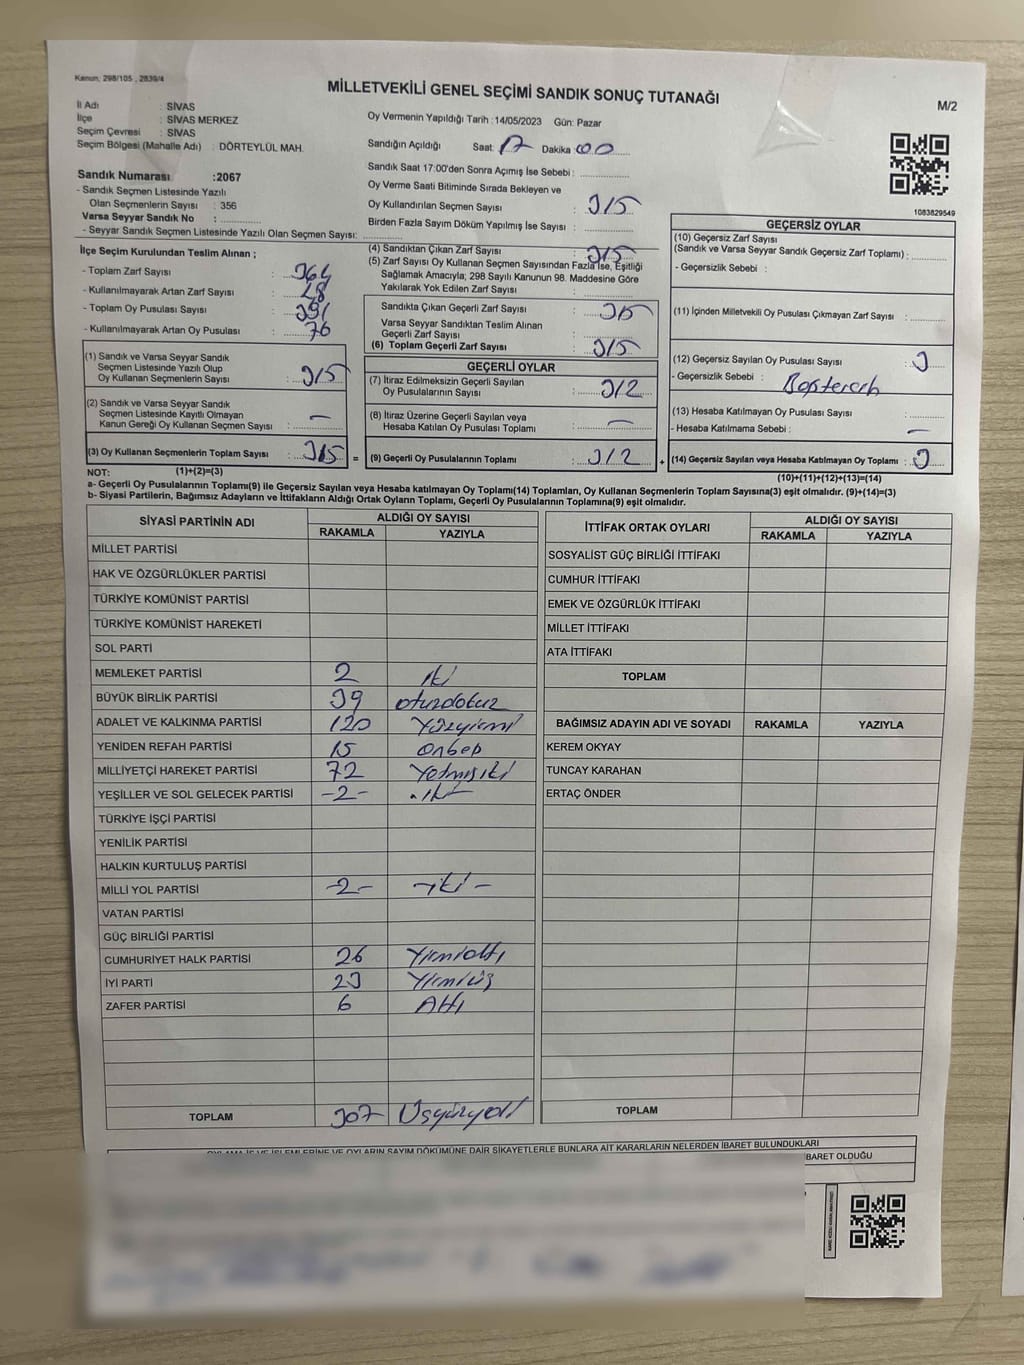 Kanun; 298/105 , 2839/4
MİLLETVEKİLİ GENEL SEÇİMİ SANDIK SONUÇ TUTANAĞI
M/2
İl Adı : SİVAS
İlçe : SİVAS MERKEZ
Seçim Çevresi : SİVAS
Seçim Bölgesi (Mahalle Adı) : DÖRTEYLÜL MAH.
Sandık Numarası :2067
- Sandık Seçmen Listesinde Yazılı
Olan Seçmenlerin Sayısı : 356
Varsa Seyyar Sandık No :
- Seyyar Sandık Seçmen Listesinde Yazılı Olan Seçmen Sayısı:
Oy Vermenin Yapıldığı Tarih :14/05/2023 Gün: Pazar
Sandığın Açıldığı Saat 17 Dakika 00
Sandık Saat 17:00'den Sonra Açımış İse Sebebi :
Oy Verme Saati Bitiminde Sırada Bekleyen ve
Oy Kullandırılan Seçmen Sayısı : 315
Birden Fazla Sayım Döküm Yapılmış İse Sayısı :
1083829549
İlçe Seçim Kurulundan Teslim Alınan ;
- Toplam Zarf Sayısı : 364
- Kullanılmayarak Artan Zarf Sayısı : 48
- Toplam Oy Pusulası Sayısı : 391
- Kullanılmayarak Artan Oy Pusulası : 76
(4) Sandıktan Çıkan Zarf Sayısı : 315
(5) Zarf Sayısı Oy Kullanan Seçmen Sayısından Fazla İse, Eşitliği
Sağlamak Amacıyla; 298 Sayılı Kanunun 98. Maddesine Göre
Yakılarak Yok Edilen Zarf Sayısı :
Sandıkta Çıkan Geçerli Zarf Sayısı : 315
Varsa Seyyar Sandıktan Teslim Alınan
Geçerli Zarf Sayısı :
(6) Toplam Geçerli Zarf Sayısı : 315
GEÇERSİZ OYLAR
(10) Geçersiz Zarf Sayısı
(Sandık ve Varsa Seyyar Sandık Geçersiz Zarf Toplamı) :
- Geçersizlik Sebebi :
(11) İçinden Milletvekili Oy Pusulası Çıkmayan Zarf Sayısı :
(12) Geçersiz Sayılan Oy Pusulası Sayısı : 3
- Geçersizlik Sebebi :
(13) Hesaba Katılmayan Oy Pusulası Sayısı :
- Hesaba Katılmama Sebebi : —
(14) Geçersiz Sayılan veya Hesaba Katılmayan Oy Toplamı : 3
(10)+(11)+(12)+(13)=(14)
(1) Sandık ve Varsa Seyyar Sandık
Seçmen Listesinde Yazılı Olup
Oy Kullanan Seçmenlerin Sayısı : 315
(2) Sandık ve Varsa Seyyar Sandık
Seçmen Listesinde Kayıtlı Olmayan
Kanun Gereği Oy Kullanan Seçmen Sayısı : —
(3) Oy Kullanan Seçmenlerin Toplam Sayısı : 315 =
GEÇERLİ OYLAR
(7) İtiraz Edilmeksizin Geçerli Sayılan
Oy Pusulalarının Sayısı : 312
(8) İtiraz Üzerine Geçerli Sayılan veya
Hesaba Katılan Oy Pusulası Toplamı : —
(9) Geçerli Oy Pusulalarının Toplamı : 312 +
NOT: (1)+(2)=(3)
a- Geçerli Oy Pusulalarının Toplamı(9) ile Geçersiz Sayılan veya Hesaba katılmayan Oy Toplamı(14) Toplamları, Oy Kullanan Seçmenlerin Toplam Sayısına(3) eşit olmalıdır. (9)+(14)=(3)
b- Siyasi Partilerin, Bağımsız Adayların ve İttifakların Aldığı Ortak Oyların Toplamı, Geçerli Oy Pusulalarının Toplamına(9) eşit olmalıdır.
SİYASİ PARTİNİN ADI ALDIĞI OY SAYISI
RAKAMLA YAZIYLA
MİLLET PARTİSİ
HAK VE ÖZGÜRLÜKLER PARTİSİ
TÜRKİYE KOMÜNİST PARTİSİ
TÜRKİYE KOMÜNİST HAREKETİ
SOL PARTİ
MEMLEKET PARTİSİ 2 iki
BÜYÜK BİRLİK PARTİSİ 39 otuzdokuz
ADALET VE KALKINMA PARTİSİ 120 Yüzyirmi
YENİDEN REFAH PARTİSİ 15 Onbeş
MİLLİYETÇİ HAREKET PARTİSİ 72 Yetmişiki
YEŞİLLER VE SOL GELECEK PARTİSİ -2- iki
TÜRKİYE İŞÇİ PARTİSİ
YENİLİK PARTİSİ
HALKIN KURTULUŞ PARTİSİ
MİLLİ YOL PARTİSİ -2- -iki-
VATAN PARTİSİ
GÜÇ BİRLİĞİ PARTİSİ
CUMHURİYET HALK PARTİSİ 26 Yirmialtı
İYİ PARTİ 23 Yirmiüç
ZAFER PARTİSİ 6 Altı
TOPLAM 307 Üçyüzyedi
İTTİFAK ORTAK OYLARI ALDIĞI OY SAYISI
RAKAMLA YAZIYLA
SOSYALİST GÜÇ BİRLİĞİ İTTİFAKI
CUMHUR İTTİFAKI
EMEK VE ÖZGÜRLÜK İTTİFAKI
MİLLET İTTİFAKI
ATA İTTİFAKI
TOPLAM
BAĞIMSIZ ADAYIN ADI VE SOYADI RAKAMLA YAZIYLA
KEREM OKYAY
TUNCAY KARAHAN
ERTAÇ ÖNDER
TOPLAM
OYLAMA İŞ VE İŞLEMLERİNE VE OYLARIN SAYIM DÖKÜMÜNE DAİR ŞİKAYETLERLE BUNLARA AİT KARARLARIN NELERDEN İBARET BULUNDUKLARI
İBARET OLDUĞU